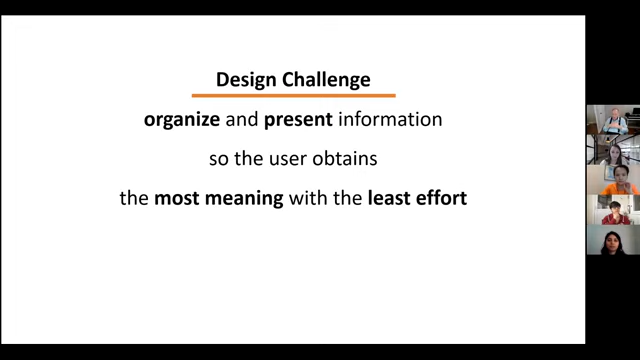 Design Challenge
organize and present information
so the user obtains
the most meaning with the least effort